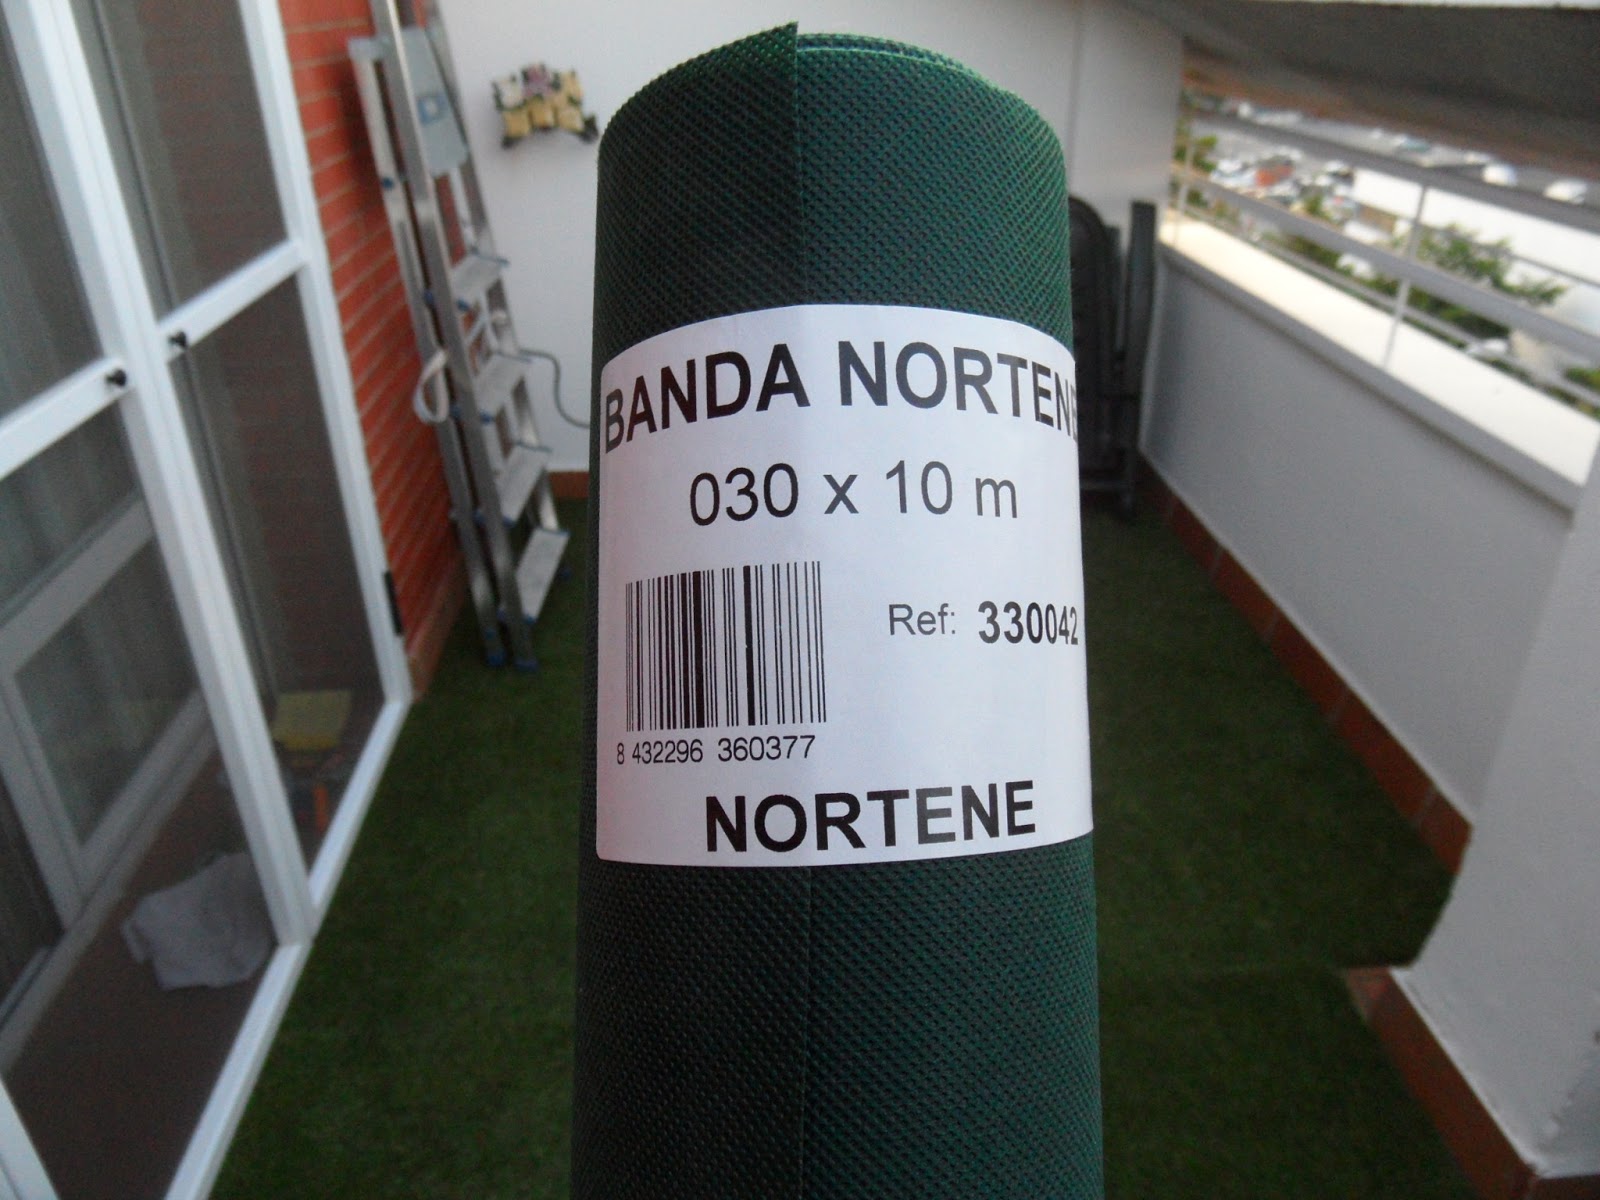 BANDA NORTENE
030 x 10 m
Ref: 330042
8 432296 360377
NORTENE